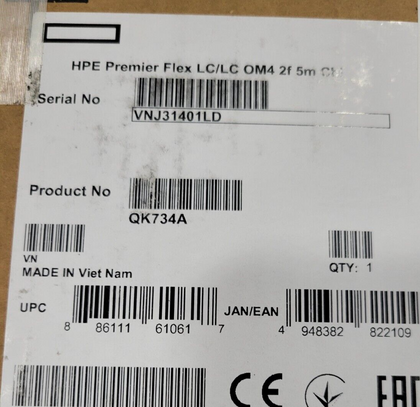 HPE Premier Flex LC/LC OM4 2f 5m
Serial No
VNJ31401LD
Product No
QK734A
VN
MADE IN Viet Nam
QTY: 1
UPC
8 86111 61061 7
JAN/EAN
4 948382 822109
CE
EAC